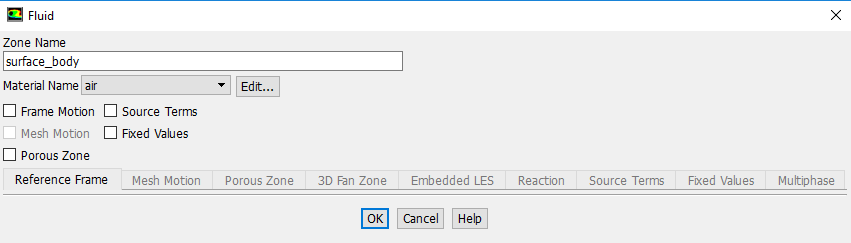 Fluid
Zone Name
surface_body
Material Name air Edit...
Frame Motion Source Terms
Mesh Motion Fixed Values
Porous Zone
Reference Frame Mesh Motion Porous Zone 3D Fan Zone Embedded LES Reaction Source Terms Fixed Values Multiphase
OK Cancel Help